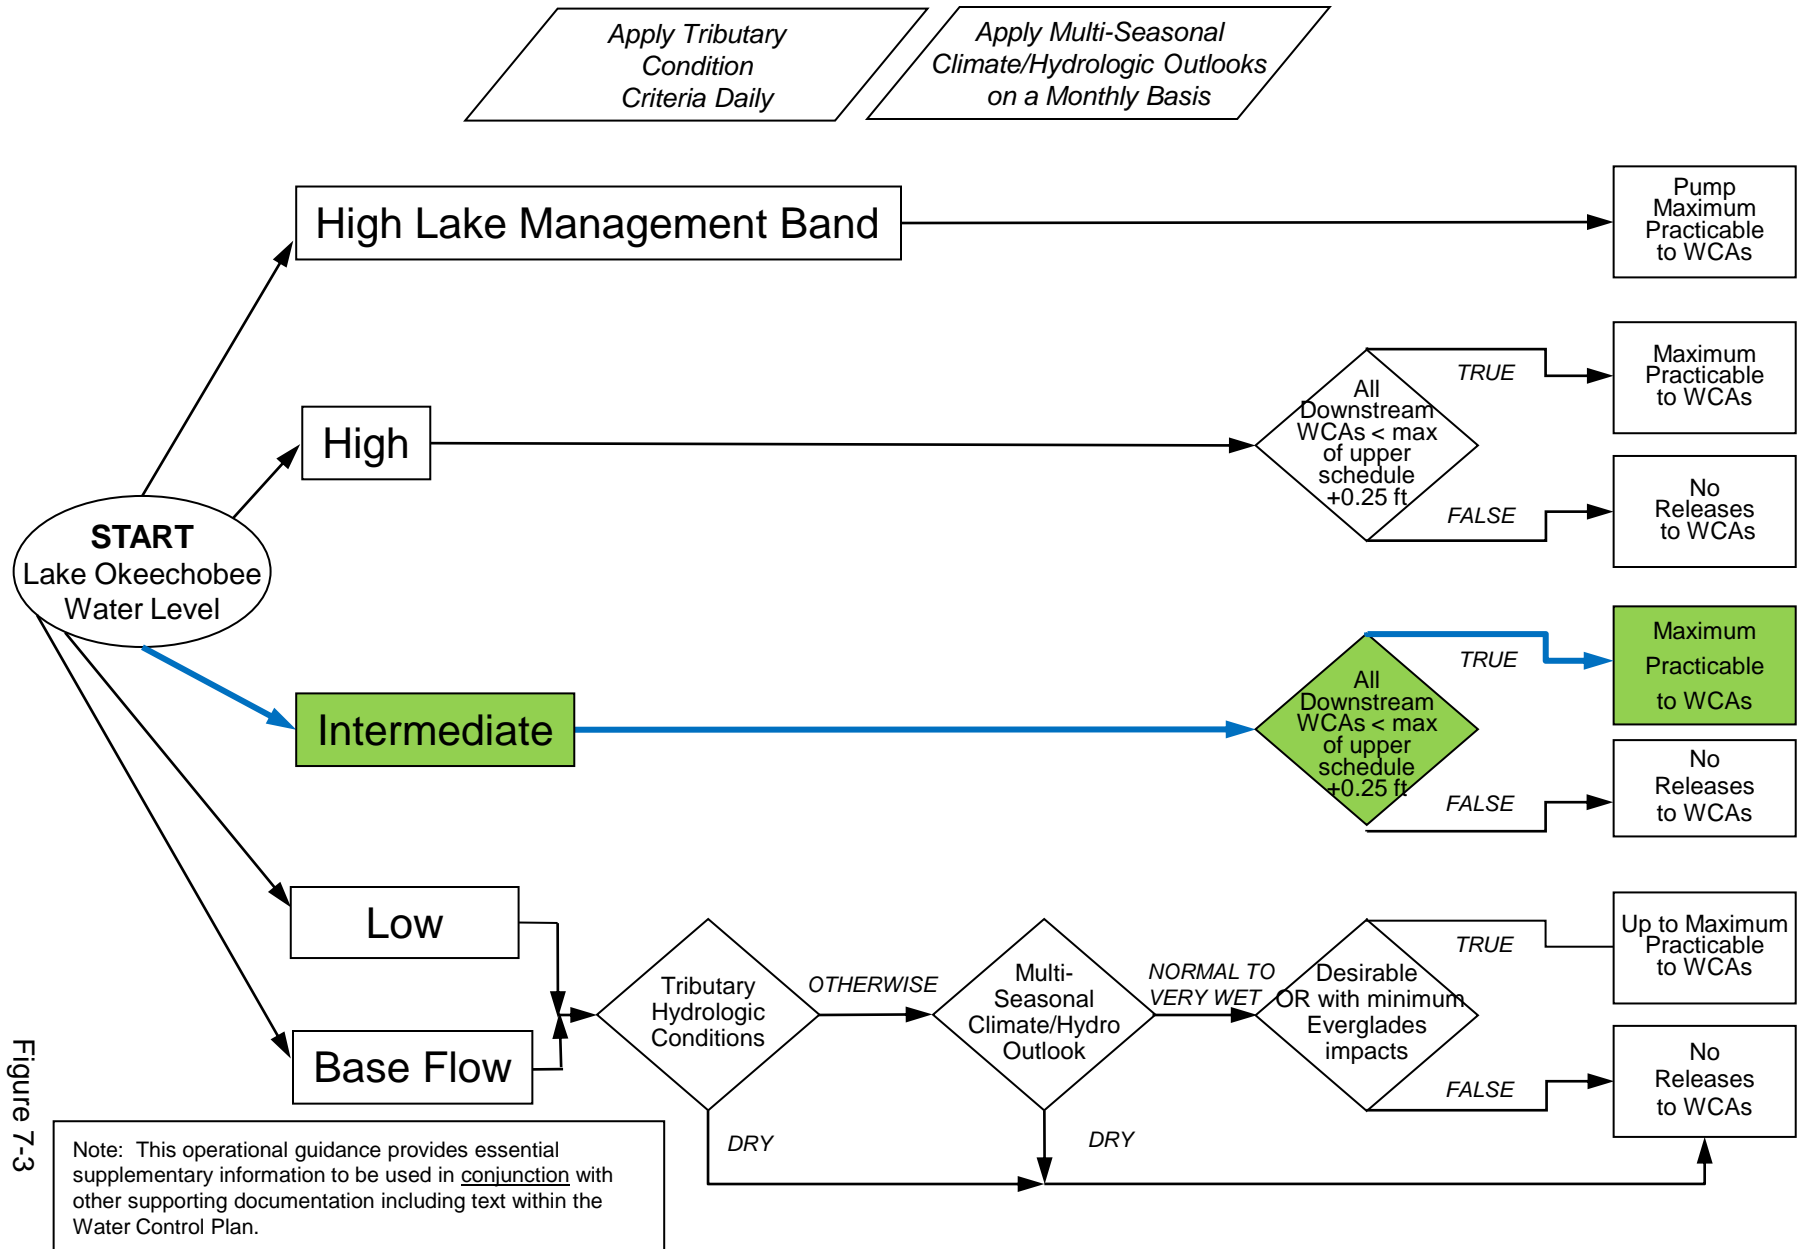 Apply Tributary
Condition
Criteria Daily
Apply Multi-Seasonal
Climate/Hydrologic Outlooks
on a Monthly Basis
High Lake Management Band
Pump
Maximum
Practicable
to WCAs
High
All
Downstream
WCAs < max
of upper
schedule
+0.25 ft
TRUE
Maximum
Practicable
to WCAs
FALSE
No
Releases
to WCAs
START
Lake Okeechobee
Water Level
Intermediate
All
Downstream
WCAs < max
of upper
schedule
+0.25 ft
TRUE
Maximum
Practicable
to WCAs
FALSE
No
Releases
to WCAs
Low
Base Flow
Tributary
Hydrologic
Conditions
OTHERWISE
DRY
Multi-
Seasonal
Climate/Hydro
Outlook
NORMAL TO
VERY WET
DRY
Desirable
OR with minimum
Everglades
impacts
TRUE
Up to Maximum
Practicable
to WCAs
FALSE
No
Releases
to WCAs
Figure 7-3
Note:  This operational guidance provides essential
supplementary information to be used in conjunction with
other supporting documentation including text within the
Water Control Plan.